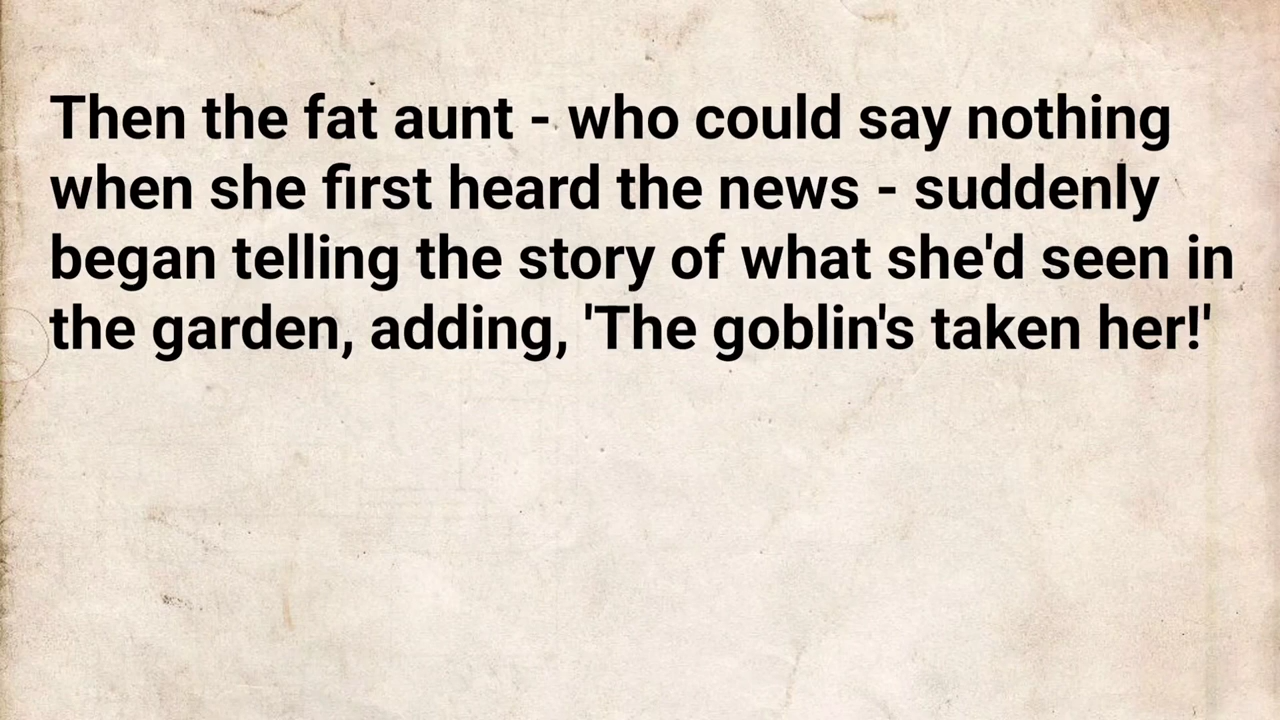 Then the fat aunt - who could say nothing
when she first heard the news - suddenly
began telling the story of what she'd seen in
the garden, adding, 'The goblin's taken her!'